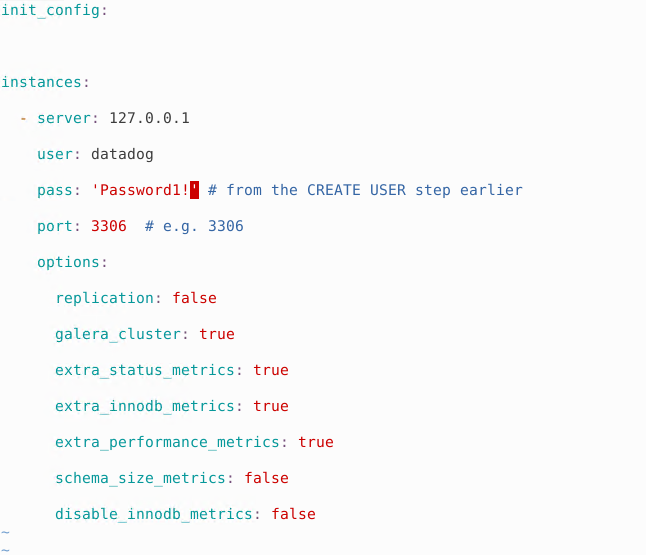 init_config:
instances:
  - server: 127.0.0.1
    user: datadog
    pass: 'Password1!' # from the CREATE USER step earlier
    port: 3306  # e.g. 3306
    options:
      replication: false
      galera_cluster: true
      extra_status_metrics: true
      extra_innodb_metrics: true
      extra_performance_metrics: true
      schema_size_metrics: false
      disable_innodb_metrics: false
~
~